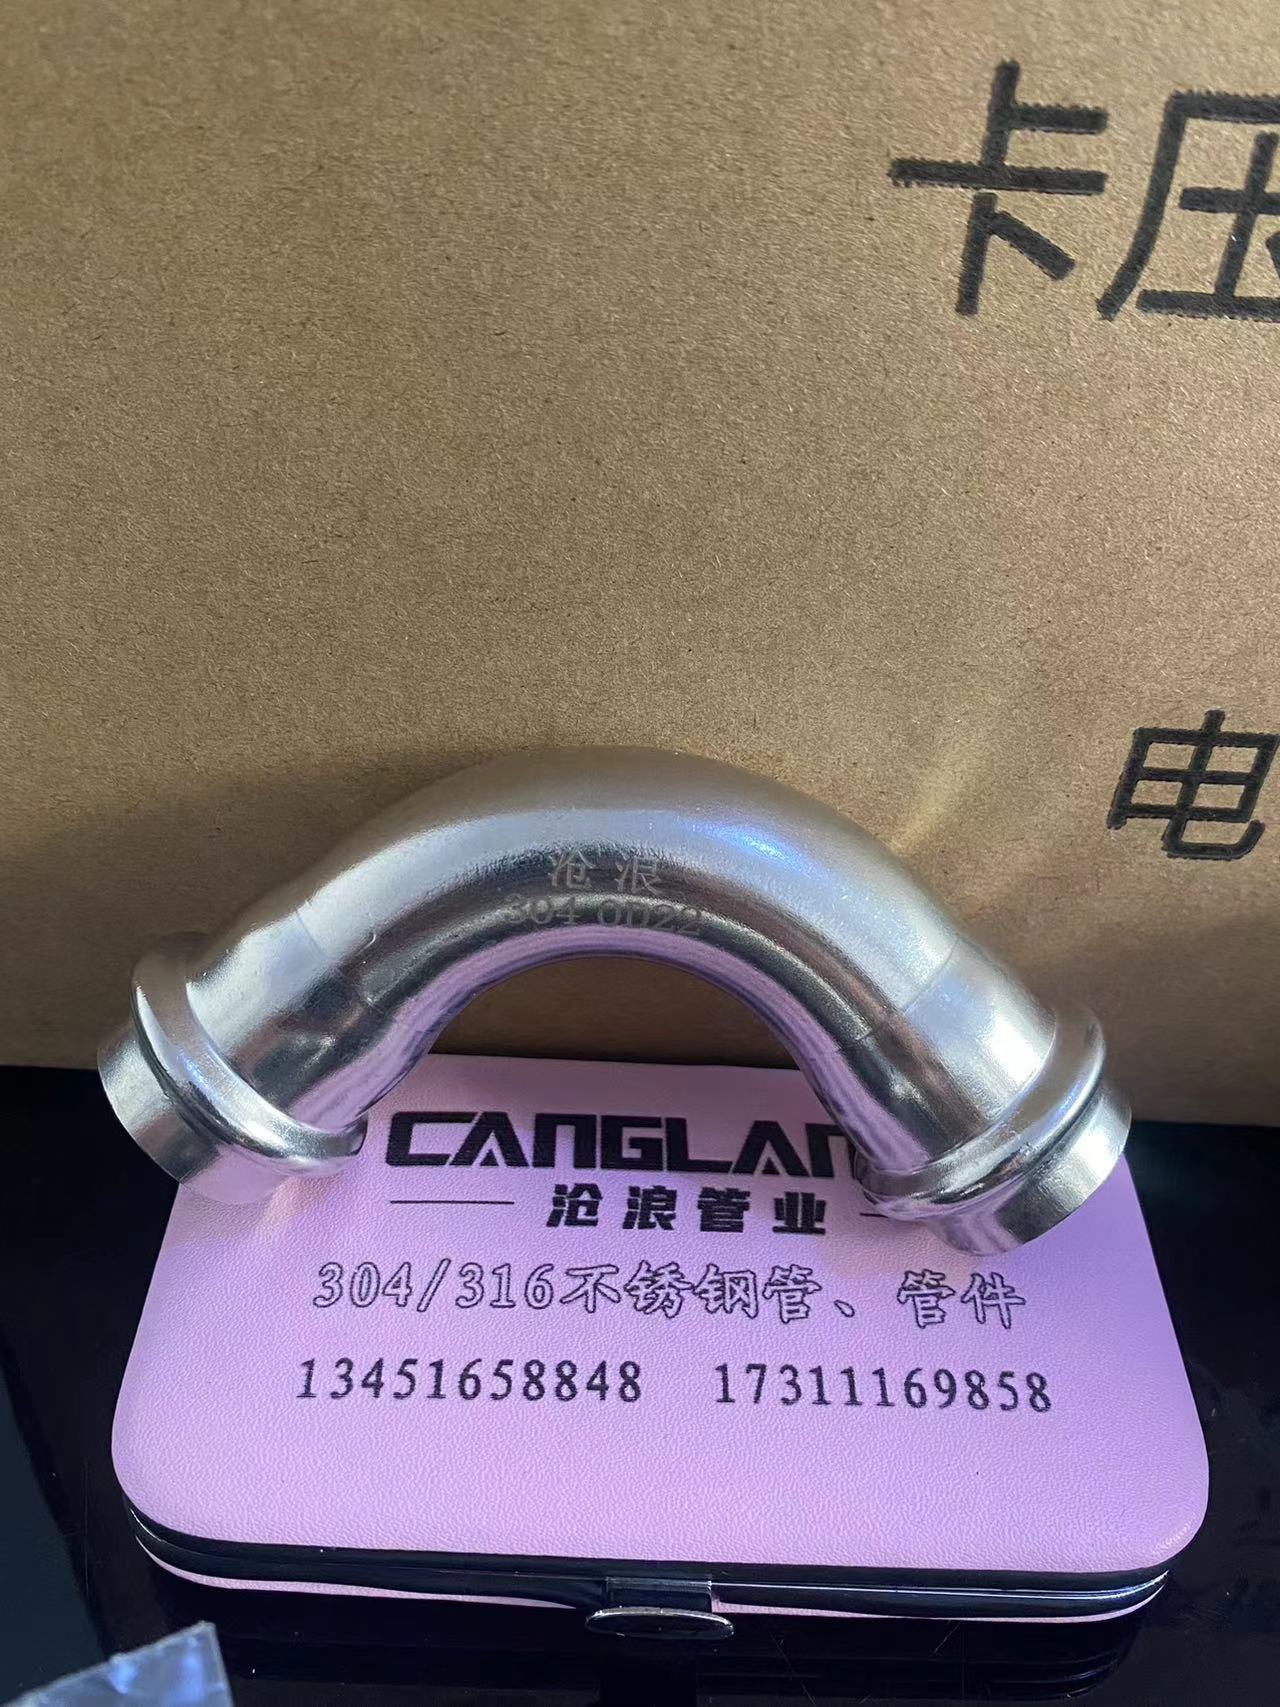 卡压
电
沧浪
304 OD22
CANGLAN
沧浪管业
304/316不锈钢管、管件
13451658848 17311169858